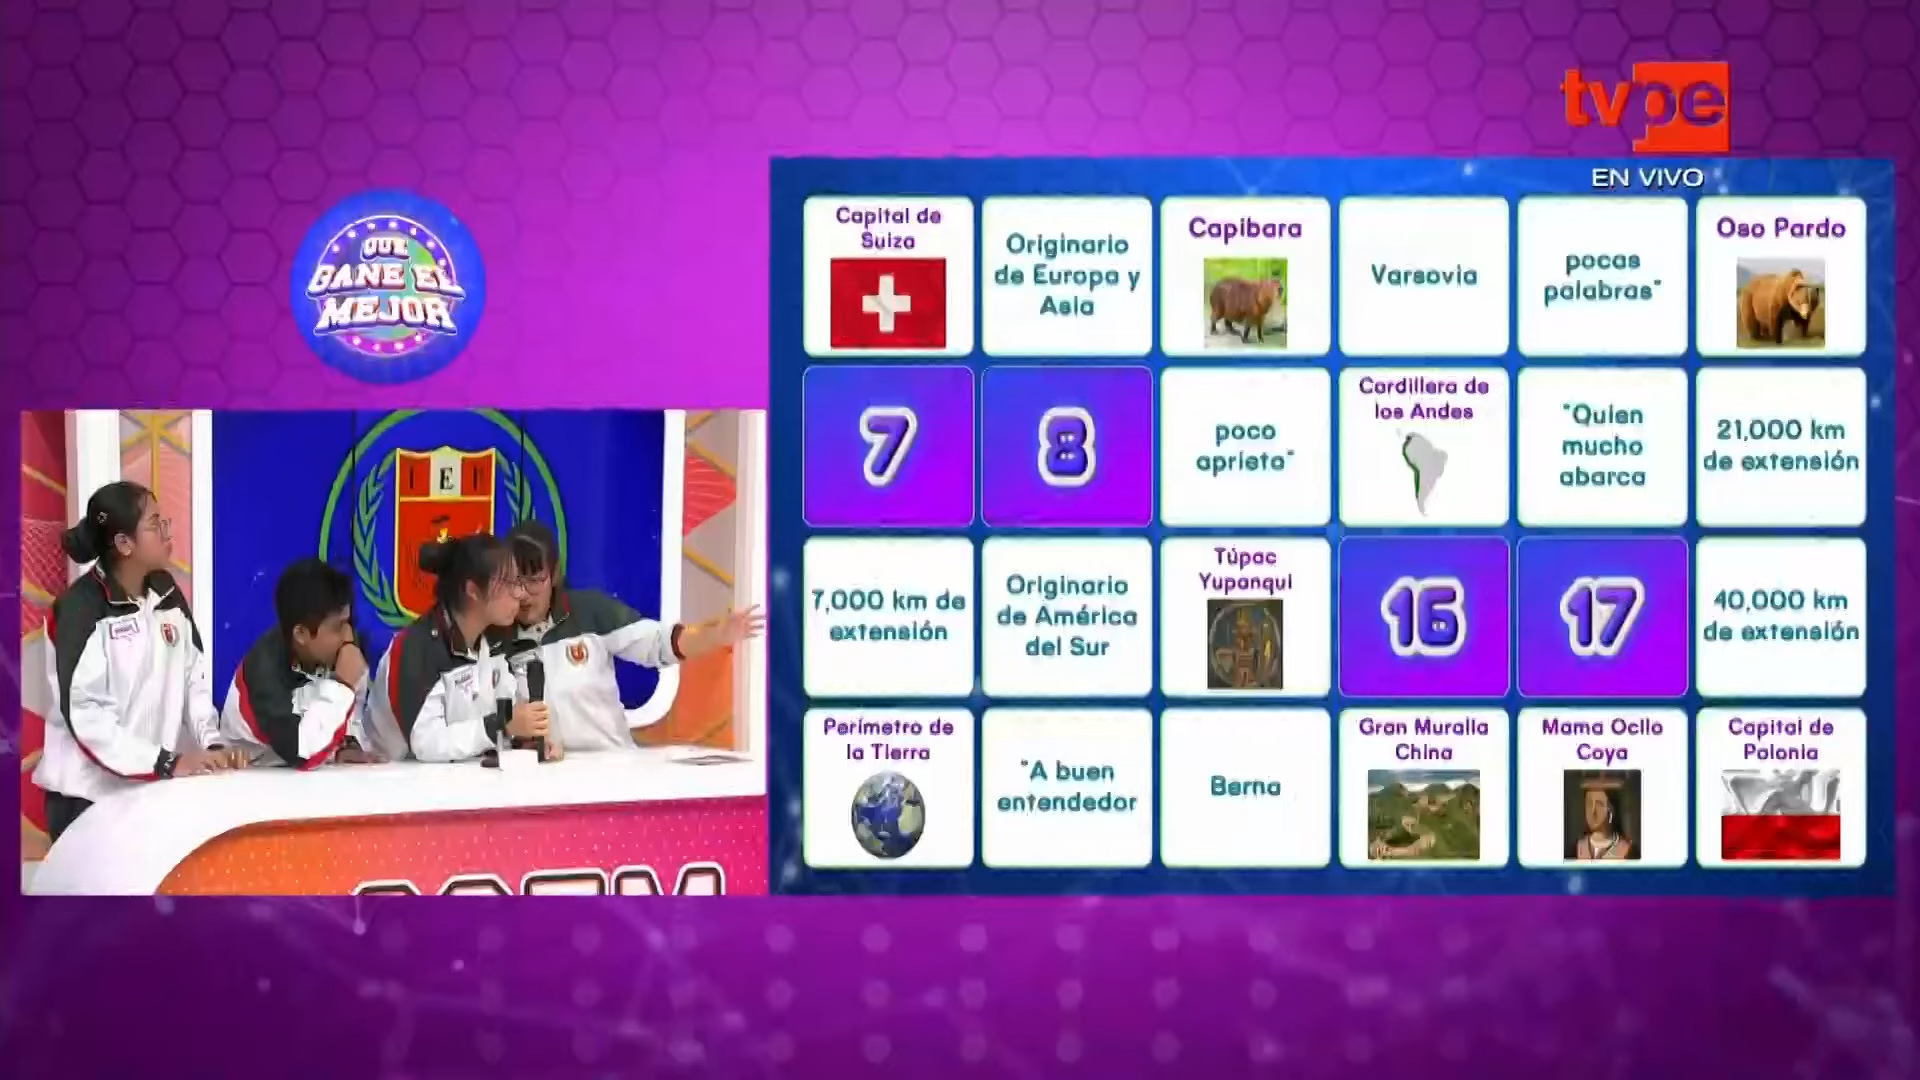 tvpe
EN VIVO
QUE
GANE EL
MEJOR
Capital de
Suiza
Originario
de Europa y
Asia
Capibara
Varsovia
pocas
palabras"
Oso Pardo
7
8
poco
aprieta"
Cordillera de
los Andes
"Quien
mucho
abarca
21,000 km
de extensión
7,000 km de
extensión
Originario
de América
del Sur
Túpac
Yupanqui
16
17
40,000 km
de extensión
Perímetro de
la Tierra
"A buen
entendedor
Berna
Gran Muralla
China
Mama Ocllo
Coya
Capital de
Polonia
I E P